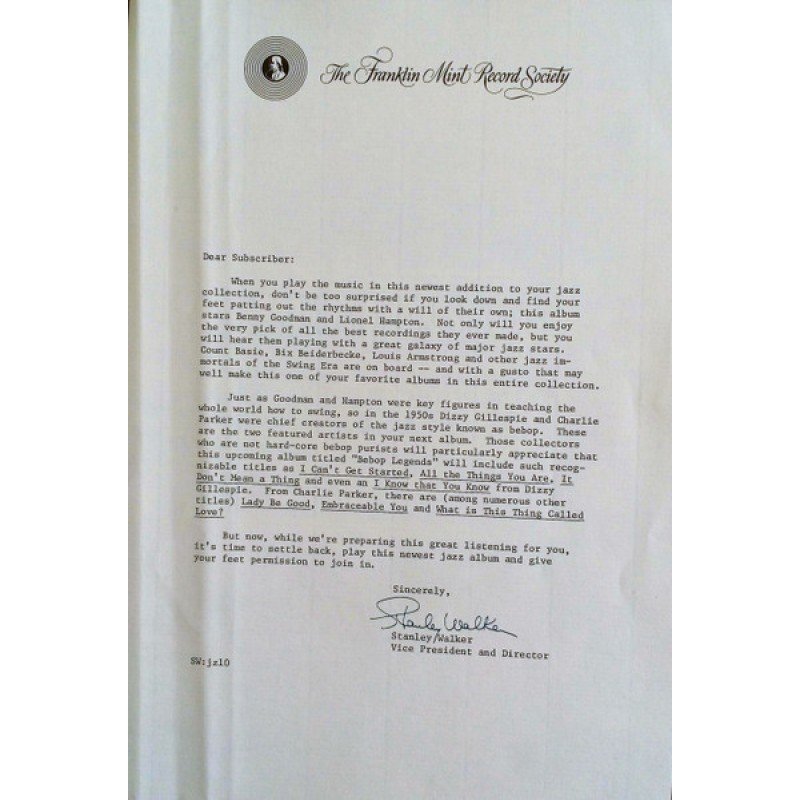 The Franklin Mint Record Society
Dear Subscriber:
When you play the music in this newest addition to your jazz
collection, don't be too surprised if you look down and find your
feet patting out the rhythms with a will of their own; this album
stars Benny Goodman and Lionel Hampton. Not only will you enjoy
the very pick of all the best recordings they ever made, but you
will hear them playing with a great galaxy of major jazz stars.
Count Basie, Bix Beiderbecke, Louis Armstrong and other jazz im-
mortals of the Swing Era are on board -- and with a gusto that may
well make this one of your favorite albums in this entire collection.
Just as Goodman and Hampton were key figures in teaching the
whole world how to swing, so in the 1950s Dizzy Gillespie and Charlie
Parker were chief creators of the jazz style known as bebop. These
are the two featured artists in your next album. Those collectors
who are not hard-core bebop purists will particularly appreciate that
this upcoming album titled "Bebop Legends" will include such recog-
nizable titles as I Can't Get Started, All the Things You Are, It
Don't Mean a Thing and even an I Know that You Know from Dizzy
Gillespie. From Charlie Parker, there are (among numerous other
titles) Lady Be Good, Embraceable You and What is This Thing Called
Love?
But now, while we're preparing this great listening for you,
it's time to settle back, play this newest jazz album and give
your feet permission to join in.
Sincerely,
Stanley Walker
Stanley Walker
Vice President and Director
SW:jz10